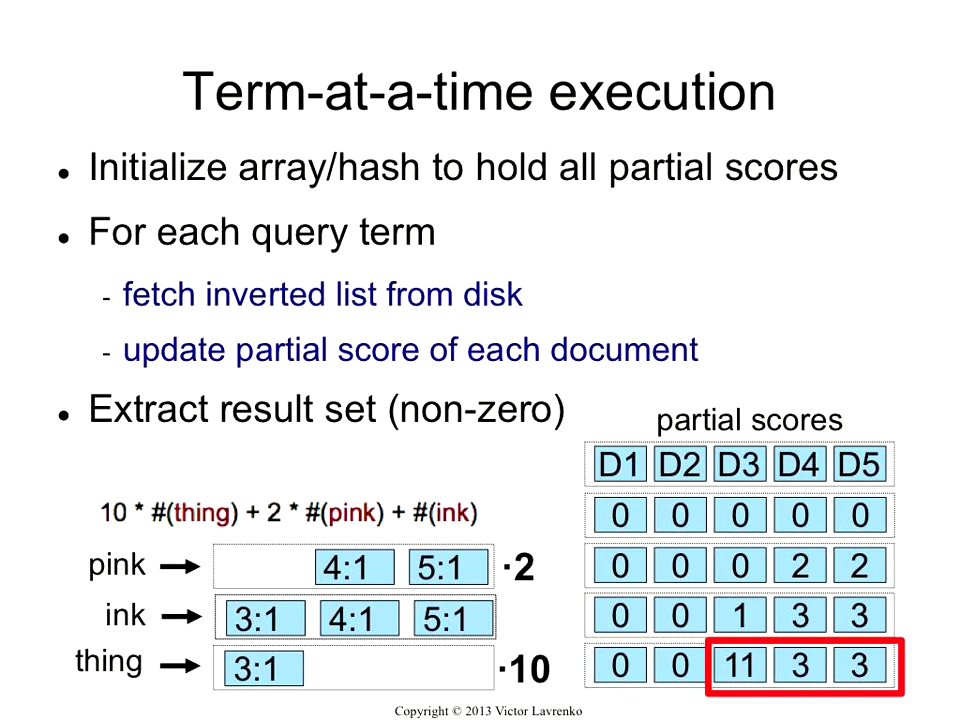 Term-at-a-time execution
● Initialize array/hash to hold all partial scores
● For each query term
- fetch inverted list from disk
- update partial score of each document
● Extract result set (non-zero)
partial scores
D1 D2 D3 D4 D5
10 * #(thing) + 2 * #(pink) + #(ink)
0 0 0 0 0
pink → 4:1 5:1 ·2
0 0 0 2 2
ink → 3:1 4:1 5:1
0 0 1 3 3
thing → 3:1 ·10
0 0 11 3 3
Copyright © 2013 Victor Lavrenko